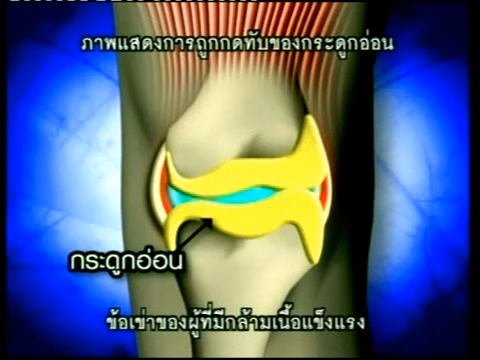 ภาพแสดงการถูกกดทับของกระดูกอ่อน
กระดูกอ่อน
ข้อเข่าของผู้ที่มีกล้ามเนื้อแข็งแรง